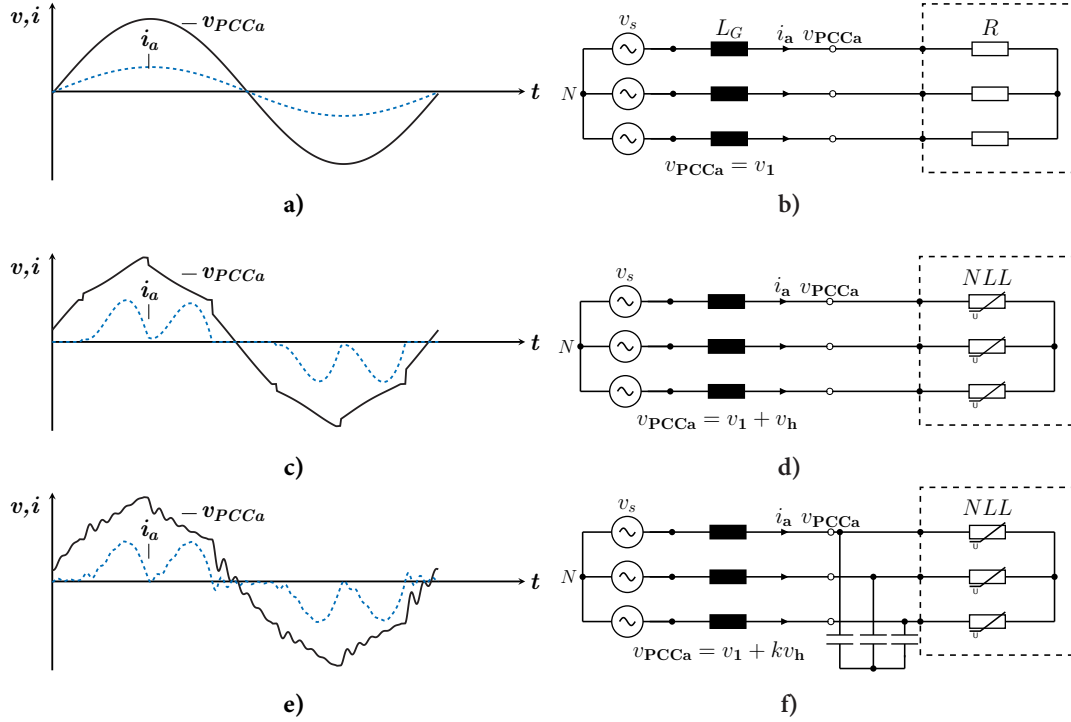 v,i
v_PCCa
i_a
t
a)
v_s
L_G
i_a v_PCCa
R
N
v_PCCa = v_1
b)
v,i
v_PCCa
i_a
t
c)
v_s
i_a v_PCCa
NLL
N
U
U
U
v_PCCa = v_1 + v_h
d)
v,i
v_PCCa
i_a
t
e)
v_s
i_a v_PCCa
NLL
N
U
U
U
v_PCCa = v_1 + kv_h
f)